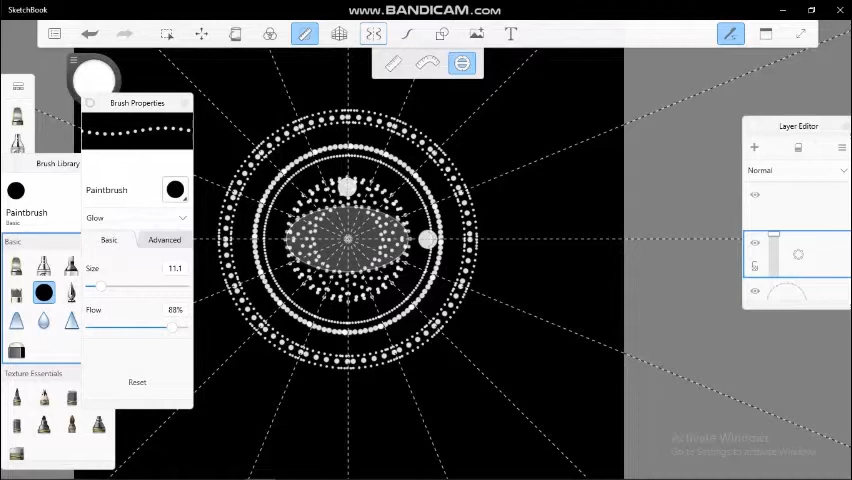 SketchBook
www.BANDICAM.com
Brush Properties
Layer Editor
Brush Library
Normal
Paintbrush
Paintbrush
Basic
Glow
Basic
Basic
Advanced
Size
11.1
Flow
88%
Reset
Texture Essentials
Activate Windows
Go to Settings to activate Windows.